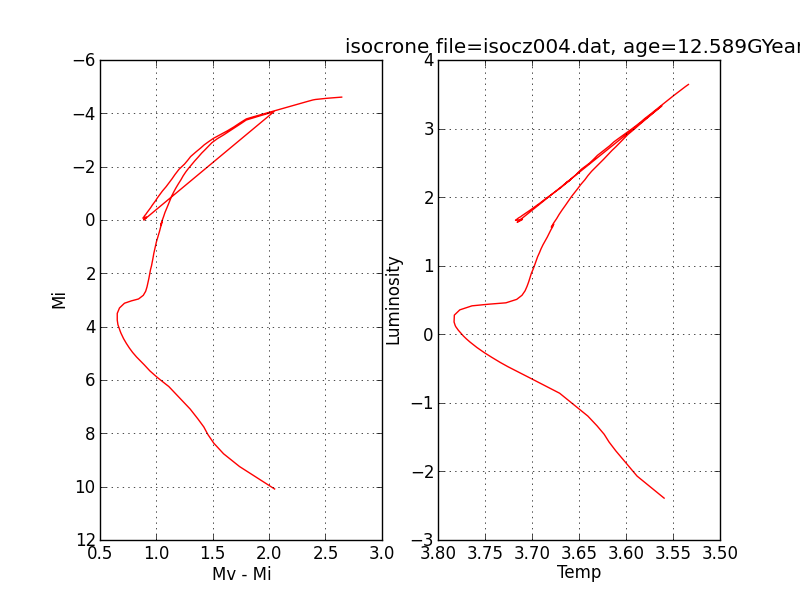 isocrone file=isocz004.dat, age=12.589GYear
−6
−4
−2
0
2
4
6
8
10
12
0.5 1.0 1.5 2.0 2.5 3.0
Mi
Mv - Mi
4
3
2
1
0
−1
−2
−3
3.80 3.75 3.70 3.65 3.60 3.55 3.50
Luminosity
Temp